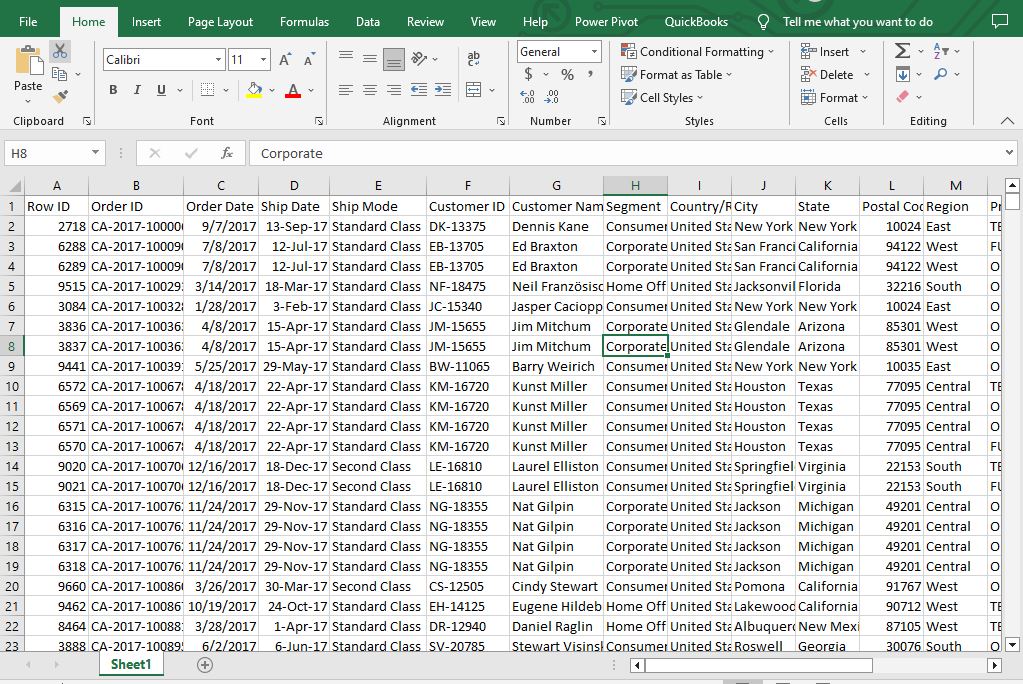 File Home Insert Page Layout Formulas Data Review View Help Power Pivot QuickBooks Tell me what you want to do
Paste
Clipboard
Calibri 11
B I U
Font
ab
Alignment
General
$ % ,
Number
Conditional Formatting
Format as Table
Cell Styles
Styles
Insert
Delete
Format
Cells
Editing
H8 fx Corporate
A B C D E F G H I J K L M
1 Row ID Order ID Order Date Ship Date Ship Mode Customer ID Customer Nam Segment Country/R City State Postal Co Region Pr
2 2718 CA-2017-10000 9/7/2017 13-Sep-17 Standard Class DK-13375 Dennis Kane Consumer United Sta New York New York 10024 East TE
3 6288 CA-2017-10009 7/8/2017 12-Jul-17 Standard Class EB-13705 Ed Braxton Corporate United Sta San Franci California 94122 West FU
4 6289 CA-2017-10009 7/8/2017 12-Jul-17 Standard Class EB-13705 Ed Braxton Corporate United Sta San Franci California 94122 West O
5 9515 CA-2017-10029 3/14/2017 18-Mar-17 Standard Class NF-18475 Neil Französisc Home Off United Sta Jacksonvil Florida 32216 South O
6 3084 CA-2017-10032 1/28/2017 3-Feb-17 Standard Class JC-15340 Jasper Caciopp Consumer United Sta New York New York 10024 East O
7 3836 CA-2017-10036 4/8/2017 15-Apr-17 Standard Class JM-15655 Jim Mitchum Corporate United Sta Glendale Arizona 85301 West O
8 3837 CA-2017-10036 4/8/2017 15-Apr-17 Standard Class JM-15655 Jim Mitchum Corporate United Sta Glendale Arizona 85301 West O
9 9441 CA-2017-10039 5/25/2017 29-May-17 Standard Class BW-11065 Barry Weirich Consumer United Sta New York New York 10035 East O
10 6572 CA-2017-10067 4/18/2017 22-Apr-17 Standard Class KM-16720 Kunst Miller Consumer United Sta Houston Texas 77095 Central TE
11 6569 CA-2017-10067 4/18/2017 22-Apr-17 Standard Class KM-16720 Kunst Miller Consumer United Sta Houston Texas 77095 Central O
12 6571 CA-2017-10067 4/18/2017 22-Apr-17 Standard Class KM-16720 Kunst Miller Consumer United Sta Houston Texas 77095 Central O
13 6570 CA-2017-10067 4/18/2017 22-Apr-17 Standard Class KM-16720 Kunst Miller Consumer United Sta Houston Texas 77095 Central FU
14 9020 CA-2017-10070 12/16/2017 18-Dec-17 Second Class LE-16810 Laurel Elliston Consumer United Sta Springfiel Virginia 22153 South TE
15 9021 CA-2017-10070 12/16/2017 18-Dec-17 Second Class LE-16810 Laurel Elliston Consumer United Sta Springfiel Virginia 22153 South FU
16 6315 CA-2017-10076 11/24/2017 29-Nov-17 Standard Class NG-18355 Nat Gilpin Corporate United Sta Jackson Michigan 49201 Central O
17 6316 CA-2017-10076 11/24/2017 29-Nov-17 Standard Class NG-18355 Nat Gilpin Corporate United Sta Jackson Michigan 49201 Central O
18 6317 CA-2017-10076 11/24/2017 29-Nov-17 Standard Class NG-18355 Nat Gilpin Corporate United Sta Jackson Michigan 49201 Central O
19 6318 CA-2017-10076 11/24/2017 29-Nov-17 Standard Class NG-18355 Nat Gilpin Corporate United Sta Jackson Michigan 49201 Central O
20 9660 CA-2017-10086 3/26/2017 30-Mar-17 Second Class CS-12505 Cindy Stewart Consumer United Sta Pomona California 91767 West O
21 9462 CA-2017-10086 10/19/2017 24-Oct-17 Standard Class EH-14125 Eugene Hildeb Home Off United Sta Lakewood California 90712 West TE
22 8464 CA-2017-10088 3/28/2017 1-Apr-17 Standard Class DR-12940 Daniel Raglin Home Off United Sta Albuquer New Mexi 87105 West TE
23 3888 CA-2017-10089 6/2/2017 6-Jun-17 Standard Class SV-20785 Stewart Visins Consumer United Sta Roswell Georgia 30076 South O
Sheet1